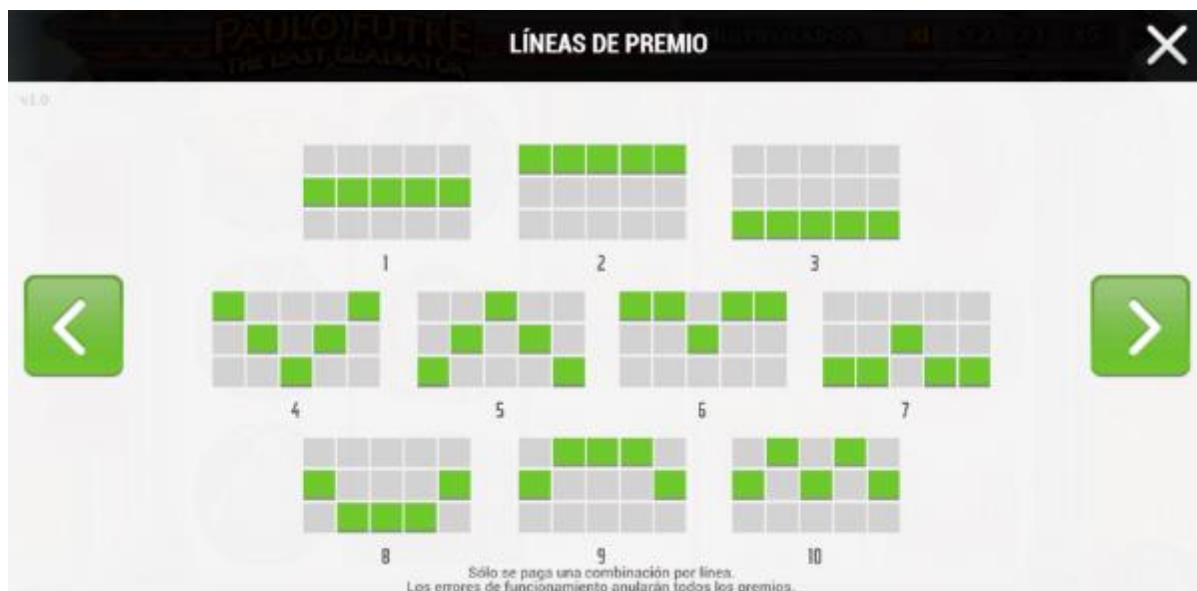 PAULO FUTRE
THE LAST GLADIATOR
LÍNEAS DE PREMIO
v1.0
1
2
3
4
5
6
7
8
9
10
Sólo se paga una combinación por línea.
Los errores de funcionamiento anularán todos los premios.